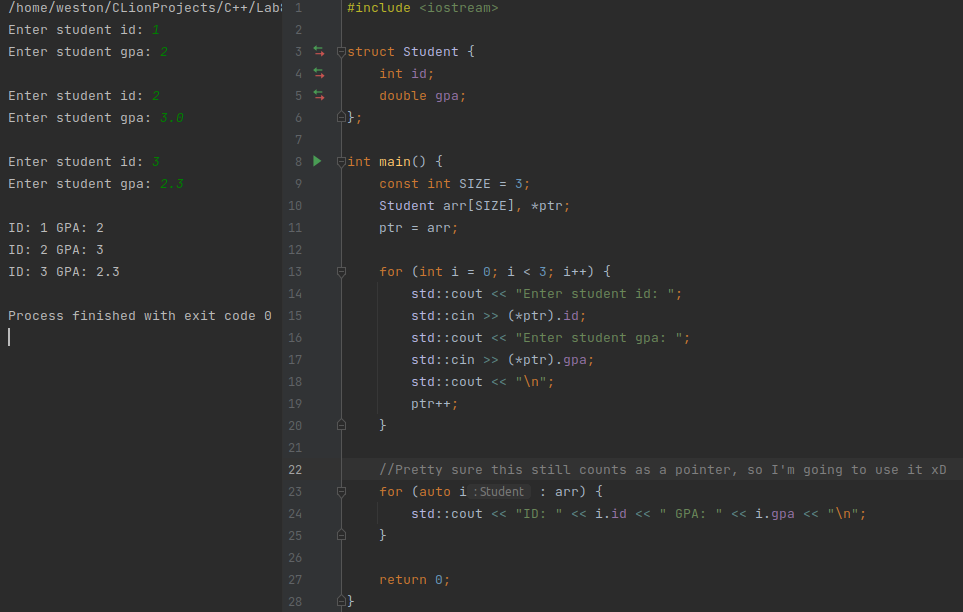 /home/weston/CLionProjects/C++/Lab
Enter student id: 1
Enter student gpa: 2
Enter student id: 2
Enter student gpa: 3.0
Enter student id: 3
Enter student gpa: 2.3
ID: 1 GPA: 2
ID: 2 GPA: 3
ID: 3 GPA: 2.3
Process finished with exit code 0
1 #include <iostream>
2
3 struct Student {
4 int id;
5 double gpa;
6 };
7
8 int main() {
9 const int SIZE = 3;
10 Student arr[SIZE], *ptr;
11 ptr = arr;
12
13 for (int i = 0; i < 3; i++) {
14 std::cout << "Enter student id: ";
15 std::cin >> (*ptr).id;
16 std::cout << "Enter student gpa: ";
17 std::cin >> (*ptr).gpa;
18 std::cout << "\n";
19 ptr++;
20 }
21
22 //Pretty sure this still counts as a pointer, so I'm going to use it xD
23 for (auto i :Student : arr) {
24 std::cout << "ID: " << i.id << " GPA: " << i.gpa << "\n";
25 }
26
27 return 0;
28 }